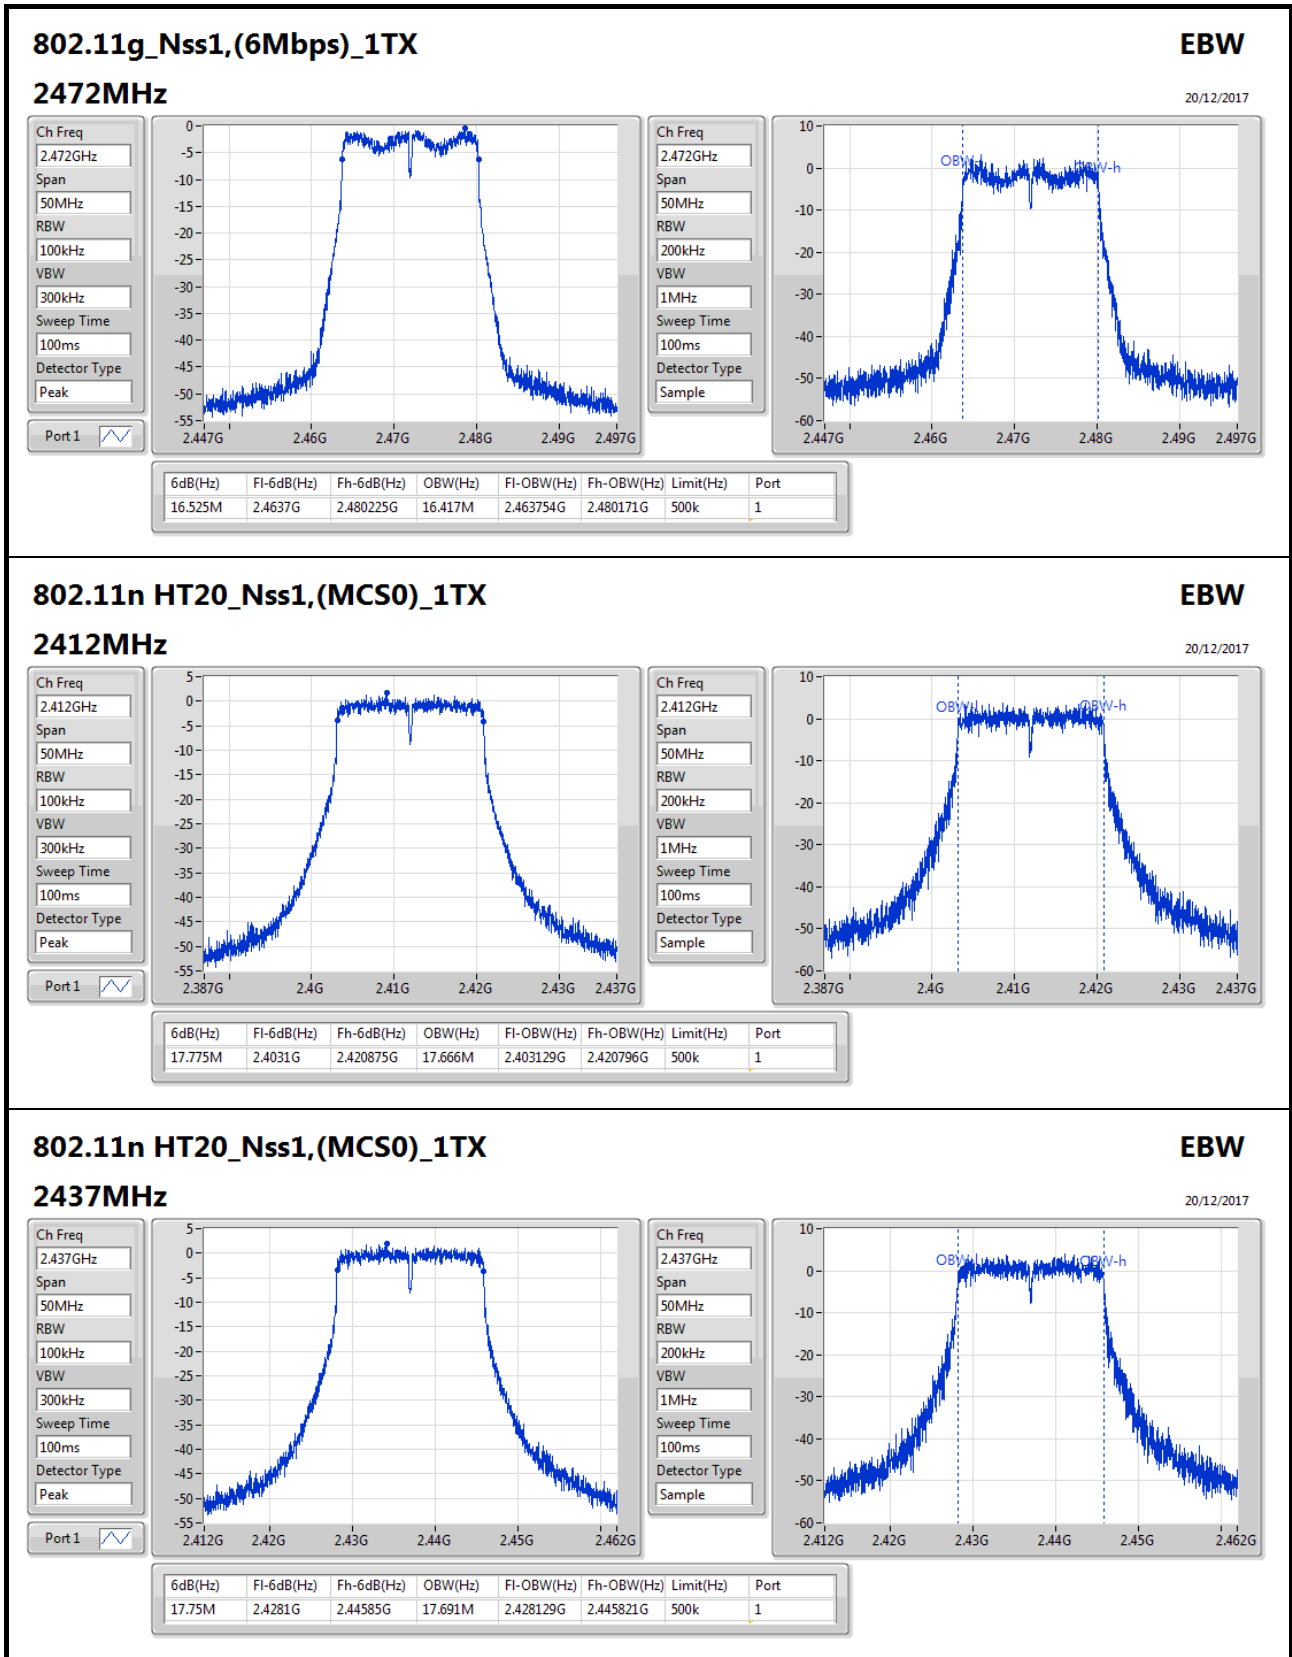 802.11g_Nss1,(6Mbps)_1TX EBW
2472MHz 20/12/2017
Ch Freq
2.472GHz
Span
50MHz
RBW
100kHz
VBW
300kHz
Sweep Time
100ms
Detector Type
Peak
Port 1
0
-5
-10
-15
-20
-25
-30
-35
-40
-45
-50
-55
2.447G 2.46G 2.47G 2.48G 2.49G 2.497G
Ch Freq
2.472GHz
Span
50MHz
RBW
200kHz
VBW
1MHz
Sweep Time
100ms
Detector Type
Sample
10
0
-10
-20
-30
-40
-50
-60
OBW-l OBW-h
2.447G 2.46G 2.47G 2.48G 2.49G 2.497G
6dB(Hz) Fl-6dB(Hz) Fh-6dB(Hz) OBW(Hz) Fl-OBW(Hz) Fh-OBW(Hz) Limit(Hz) Port
16.525M 2.4637G 2.480225G 16.417M 2.463754G 2.480171G 500k 1
802.11n HT20_Nss1,(MCS0)_1TX EBW
2412MHz 20/12/2017
Ch Freq
2.412GHz
Span
50MHz
RBW
100kHz
VBW
300kHz
Sweep Time
100ms
Detector Type
Peak
Port 1
5
0
-5
-10
-15
-20
-25
-30
-35
-40
-45
-50
-55
2.387G 2.4G 2.41G 2.42G 2.43G 2.437G
Ch Freq
2.412GHz
Span
50MHz
RBW
200kHz
VBW
1MHz
Sweep Time
100ms
Detector Type
Sample
10
0
-10
-20
-30
-40
-50
-60
OBW-l OBW-h
2.387G 2.4G 2.41G 2.42G 2.43G 2.437G
6dB(Hz) Fl-6dB(Hz) Fh-6dB(Hz) OBW(Hz) Fl-OBW(Hz) Fh-OBW(Hz) Limit(Hz) Port
17.775M 2.4031G 2.420875G 17.666M 2.403129G 2.420796G 500k 1
802.11n HT20_Nss1,(MCS0)_1TX EBW
2437MHz 20/12/2017
Ch Freq
2.437GHz
Span
50MHz
RBW
100kHz
VBW
300kHz
Sweep Time
100ms
Detector Type
Peak
Port 1
5
0
-5
-10
-15
-20
-25
-30
-35
-40
-45
-50
-55
2.412G 2.42G 2.43G 2.44G 2.45G 2.462G
Ch Freq
2.437GHz
Span
50MHz
RBW
200kHz
VBW
1MHz
Sweep Time
100ms
Detector Type
Sample
10
0
-10
-20
-30
-40
-50
-60
OBW-l OBW-h
2.412G 2.42G 2.43G 2.44G 2.45G 2.462G
6dB(Hz) Fl-6dB(Hz) Fh-6dB(Hz) OBW(Hz) Fl-OBW(Hz) Fh-OBW(Hz) Limit(Hz) Port
17.75M 2.4281G 2.44585G 17.691M 2.428129G 2.445821G 500k 1